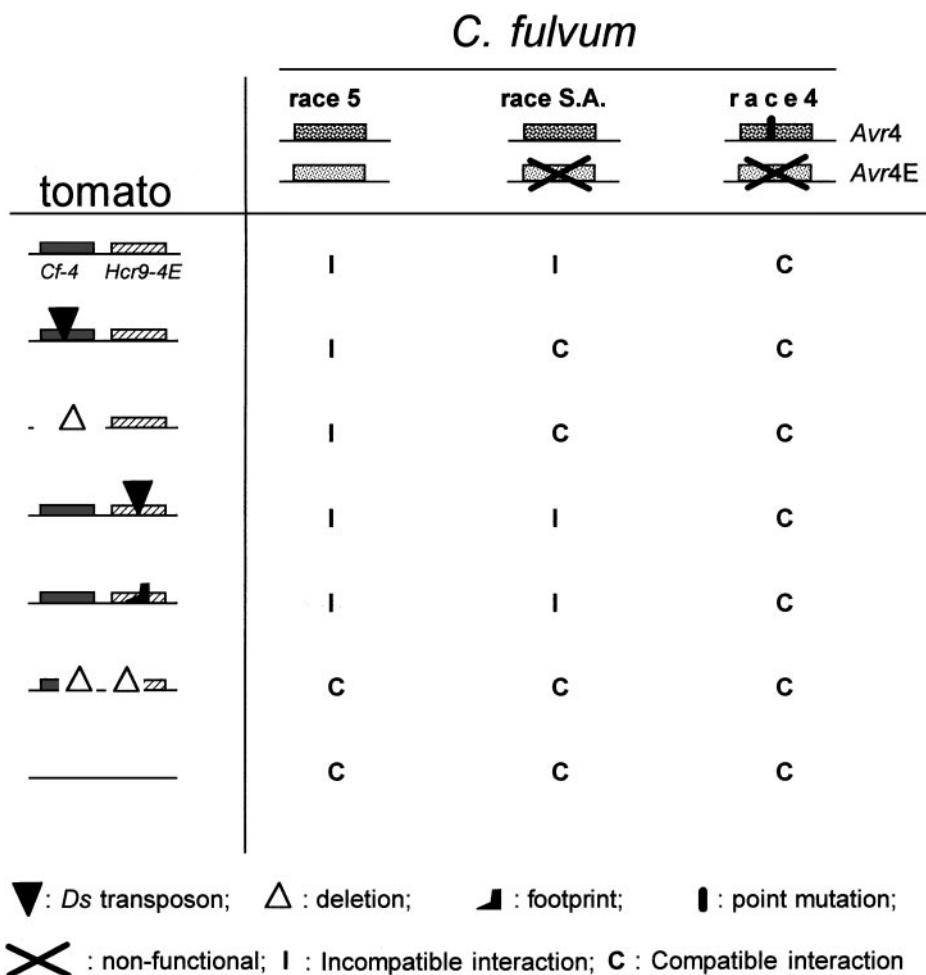 C. fulvum
race 5 race S.A. race 4
Avr4
Avr4E
tomato
Cf-4 Hcr9-4E
I I C
I C C
I C C
I I C
I I C
C C C
C C C
: Ds transposon; : deletion; : footprint; : point mutation;
: non-functional; I : Incompatible interaction; C : Compatible interaction